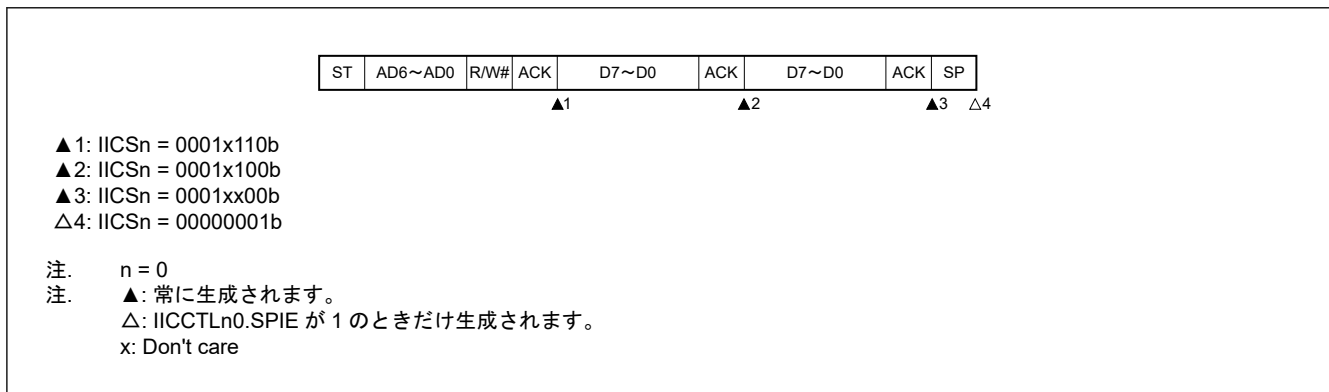 ST AD6～AD0 R/W# ACK D7～D0 ACK D7～D0 ACK SP
▲1 ▲2 ▲3 △4
▲1: IICSn = 0001x110b
▲2: IICSn = 0001x100b
▲3: IICSn = 0001xx00b
△4: IICSn = 00000001b
注. n = 0
注. ▲: 常に生成されます。
△: IICCTLn0.SPIE が 1 のときだけ生成されます。
x: Don't care